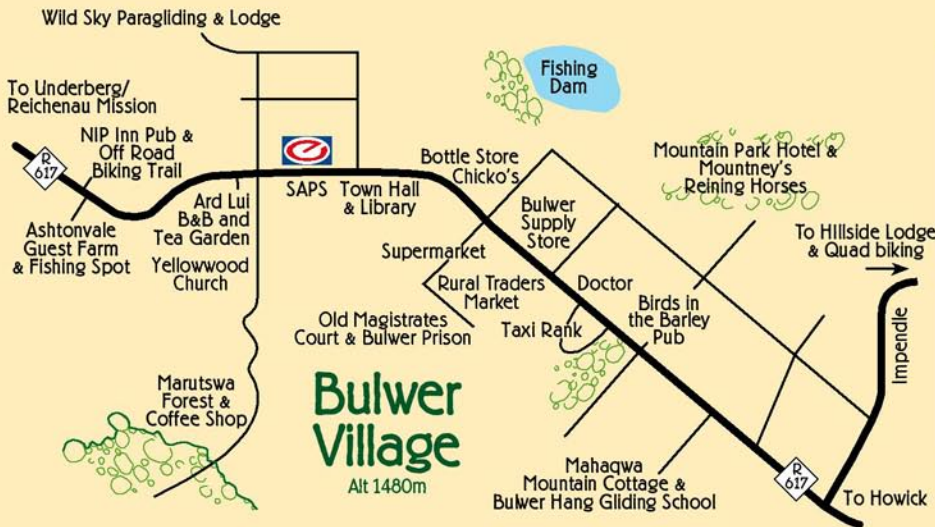 Wild Sky Paragliding & Lodge
To Underberg/
Reichenau Mission
NIP Inn Pub &
Off Road
Biking Trail
R
617
Ashtonvale
Guest Farm
& Fishing Spot
Ard Lui
B&B and
Tea Garden
Yellowwood
Church
e
SAPS
Town Hall
& Library
Bottle Store
Chicko's
Fishing
Dam
Mountain Park Hotel &
Mountney's
Reining Horses
Bulwer
Supply
Store
Supermarket
Rural Traders
Market
Doctor
Taxi Rank
Birds in
the Barley
Pub
To Hillside Lodge
& Quad biking
Impendle
Old Magistrates
Court & Bulwer Prison
Marutswa
Forest &
Coffee Shop
Bulwer
Village
Alt 1480m
Mahaqwa
Mountain Cottage &
Bulwer Hang Gliding School
R
617
To Howick